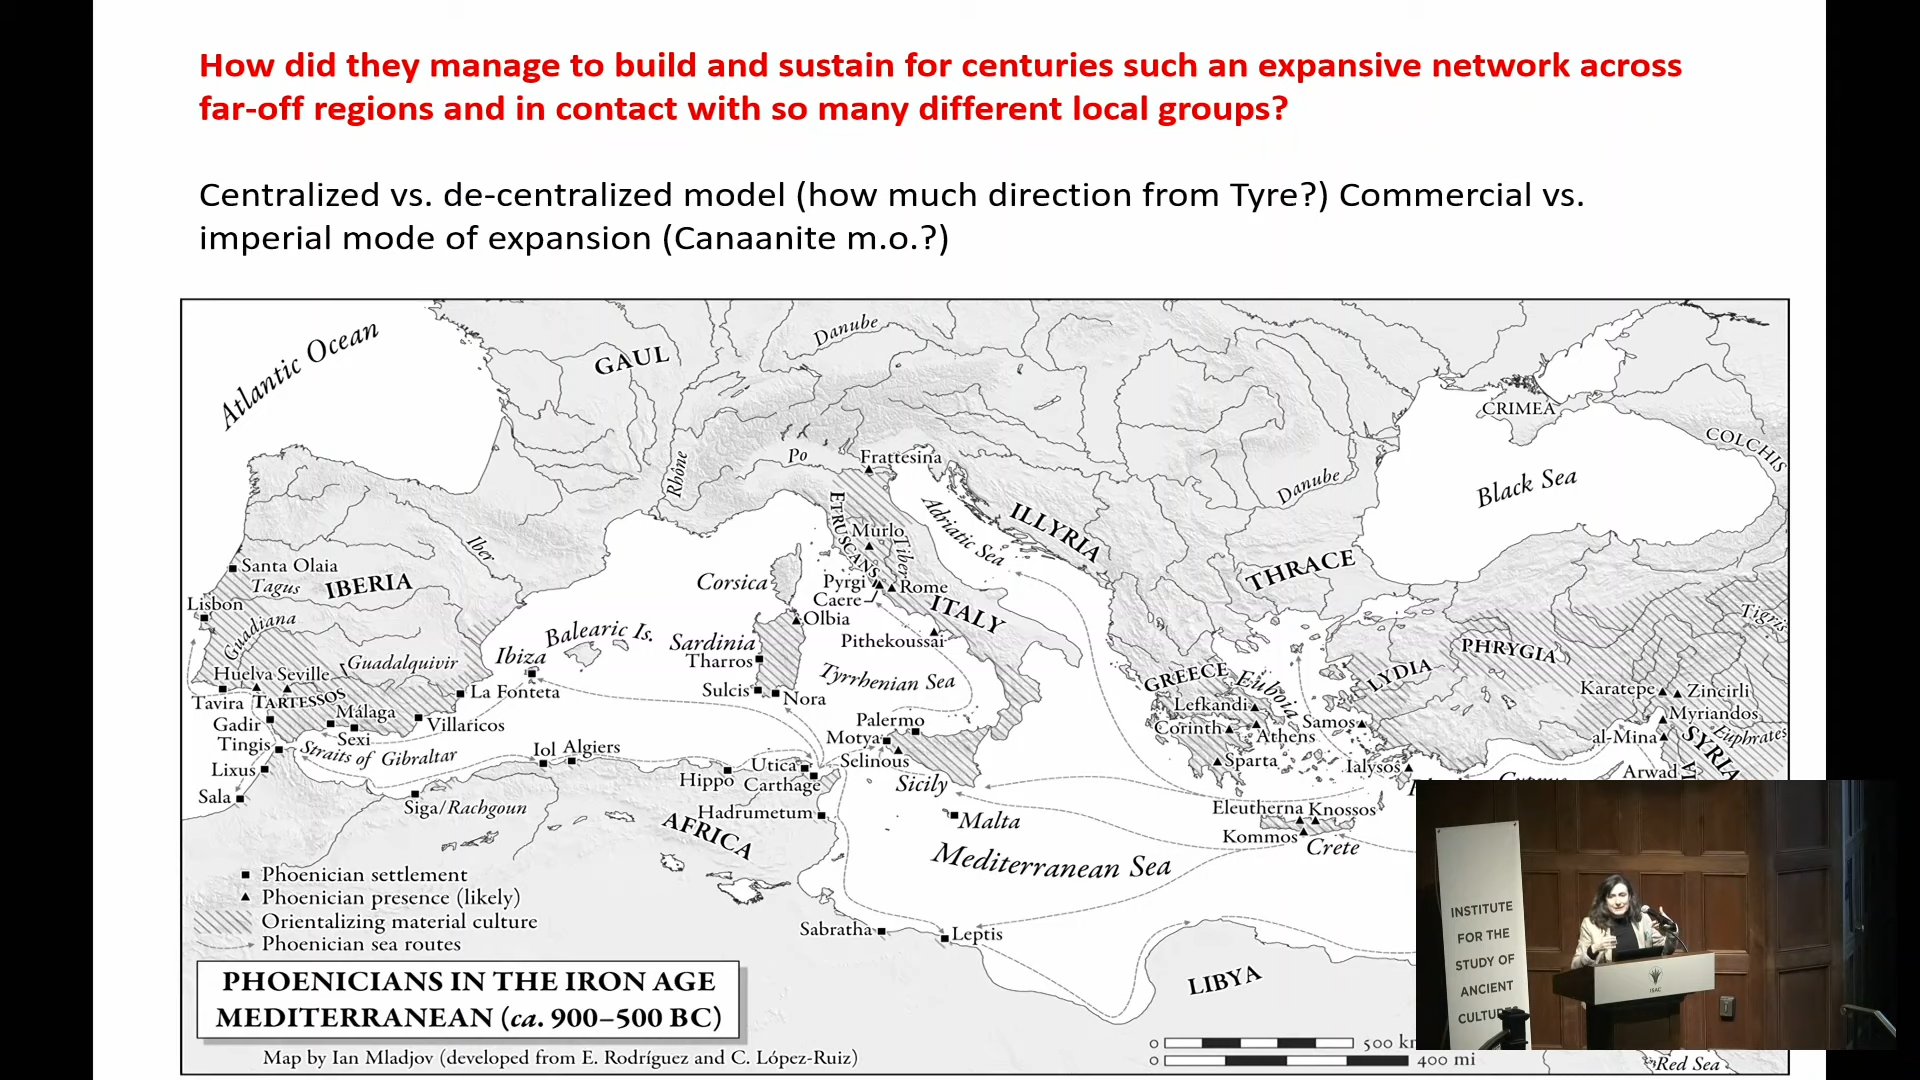 How did they manage to build and sustain for centuries such an expansive network across
far-off regions and in contact with so many different local groups?
Centralized vs. de-centralized model (how much direction from Tyre?) Commercial vs.
imperial mode of expansion (Canaanite m.o.?)
Atlantic Ocean
GAUL
Danube
CRIMEA
COLCHIS
Po
Frattesina
Rhône
Danube
Black Sea
ETRUSCANS
Murlo
Tiber
Adriatic Sea
ILLYRIA
Iber
Santa Olaia
Tagus
IBERIA
Corsica
Pyrgi
Rome
Caere
THRACE
Lisbon
Guadiana
Olbia
ITALY
Tigris
Balearic Is.
Sardinia
Pithekoussai
Ibiza
Tharros
PHRYGIA
Huelva
Seville
Guadalquivir
Tyrrhenian Sea
GREECE
Euboia
LYDIA
Tavira
TARTESSOS
La Fonteta
Sulcis
Nora
Karatepe
Zincirli
Gadir
Málaga
Villaricos
Palermo
Lefkandi
Samos
Myriandos
Tingis
Sexi
Motya
Corinth
Athens
al-Mina
Euphrates
Straits of Gibraltar
Iol
Algiers
Utica
Selinous
Sparta
Ialysos
SYRIA
Lixus
Hippo
Carthage
Sicily
Arwad
Cyprus
Sala
Siga/Rachgoun
Hadrumetum
Malta
Eleutherna
Knossos
AFRICA
Kommos
Crete
Mediterranean Sea
Phoenician settlement
Phoenician presence (likely)
Orientalizing material culture
Phoenician sea routes
Sabratha
Leptis
LIBYA
PHOENICIANS IN THE IRON AGE
MEDITERRANEAN (ca. 900–500 BC)
Map by Ian Mladjov (developed from E. Rodríguez and C. López-Ruiz)
0 500
0 400 mi
Red Sea
INSTITUTE
FOR THE
STUDY OF
ANCIENT
CULTURES
ISAC